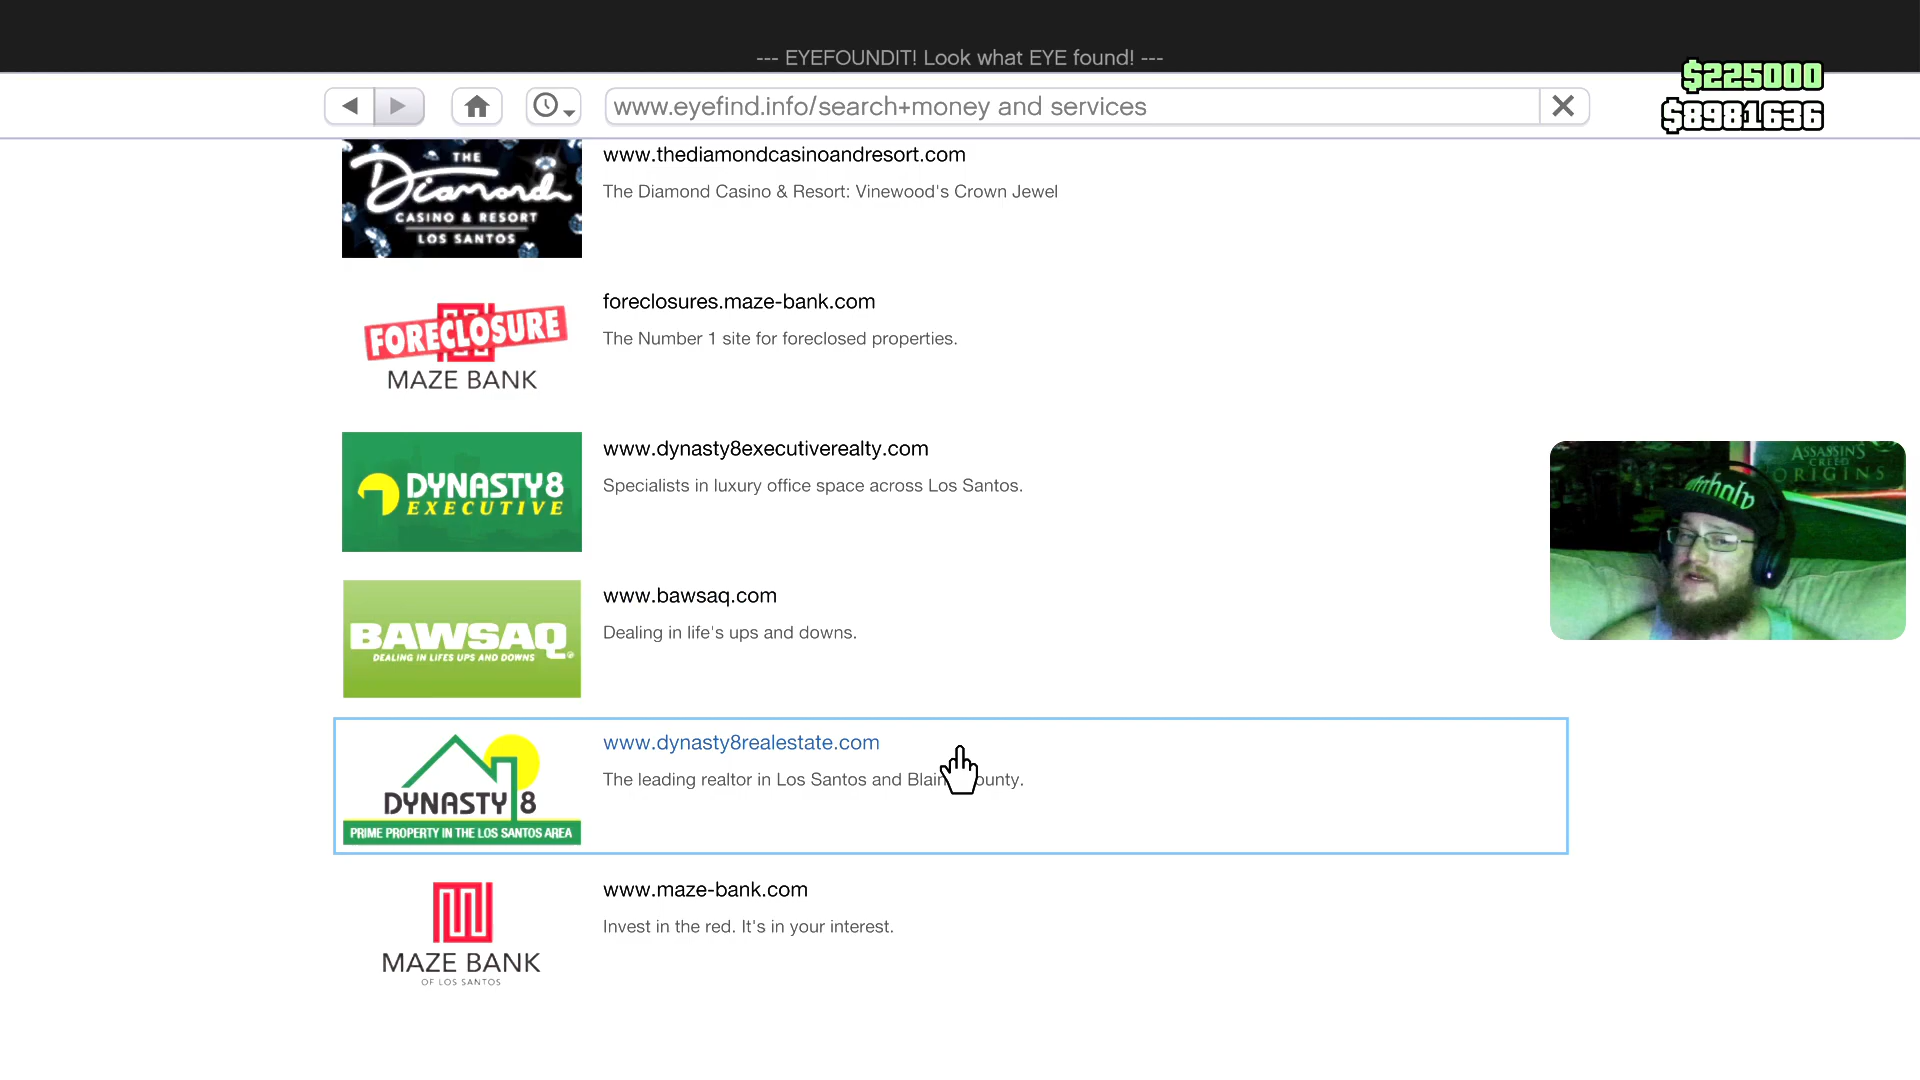 --- EYEFOUNDIT! Look what EYE found! ---
www.eyefind.info/search+money and services
$225000
$8981636
THE
Diamond
CASINO & RESORT
LOS SANTOS
www.thediamondcasinoandresort.com
The Diamond Casino & Resort: Vinewood's Crown Jewel
FORECLOSURE
MAZE BANK
foreclosures.maze-bank.com
The Number 1 site for foreclosed properties.
DYNASTY8
EXECUTIVE
www.dynasty8executiverealty.com
Specialists in luxury office space across Los Santos.
ASSASSIN'S
CREED
ORIGINS
BAWSAQ
DEALING IN LIFES UPS AND DOWNS
www.bawsaq.com
Dealing in life's ups and downs.
DYNASTY 8
PRIME PROPERTY IN THE LOS SANTOS AREA
www.dynasty8realestate.com
The leading realtor in Los Santos and Blain ounty.
MAZE BANK
OF LOS SANTOS
www.maze-bank.com
Invest in the red. It's in your interest.